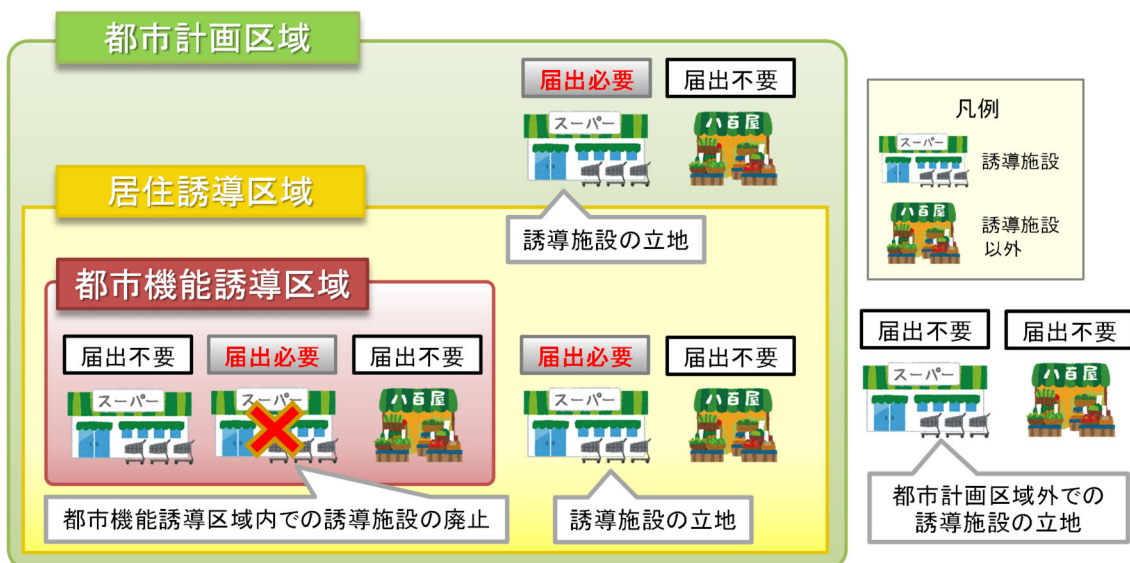 都市計画区域
届出必要
届出不要
スーパー
八百屋
誘導施設の立地
凡例
スーパー
誘導施設
八百屋
誘導施設
以外
居住誘導区域
都市機能誘導区域
届出不要
届出必要
届出不要
スーパー
スーパー
八百屋
都市機能誘導区域内での誘導施設の廃止
届出必要
届出不要
スーパー
八百屋
誘導施設の立地
届出不要
届出不要
スーパー
八百屋
都市計画区域外での
誘導施設の立地